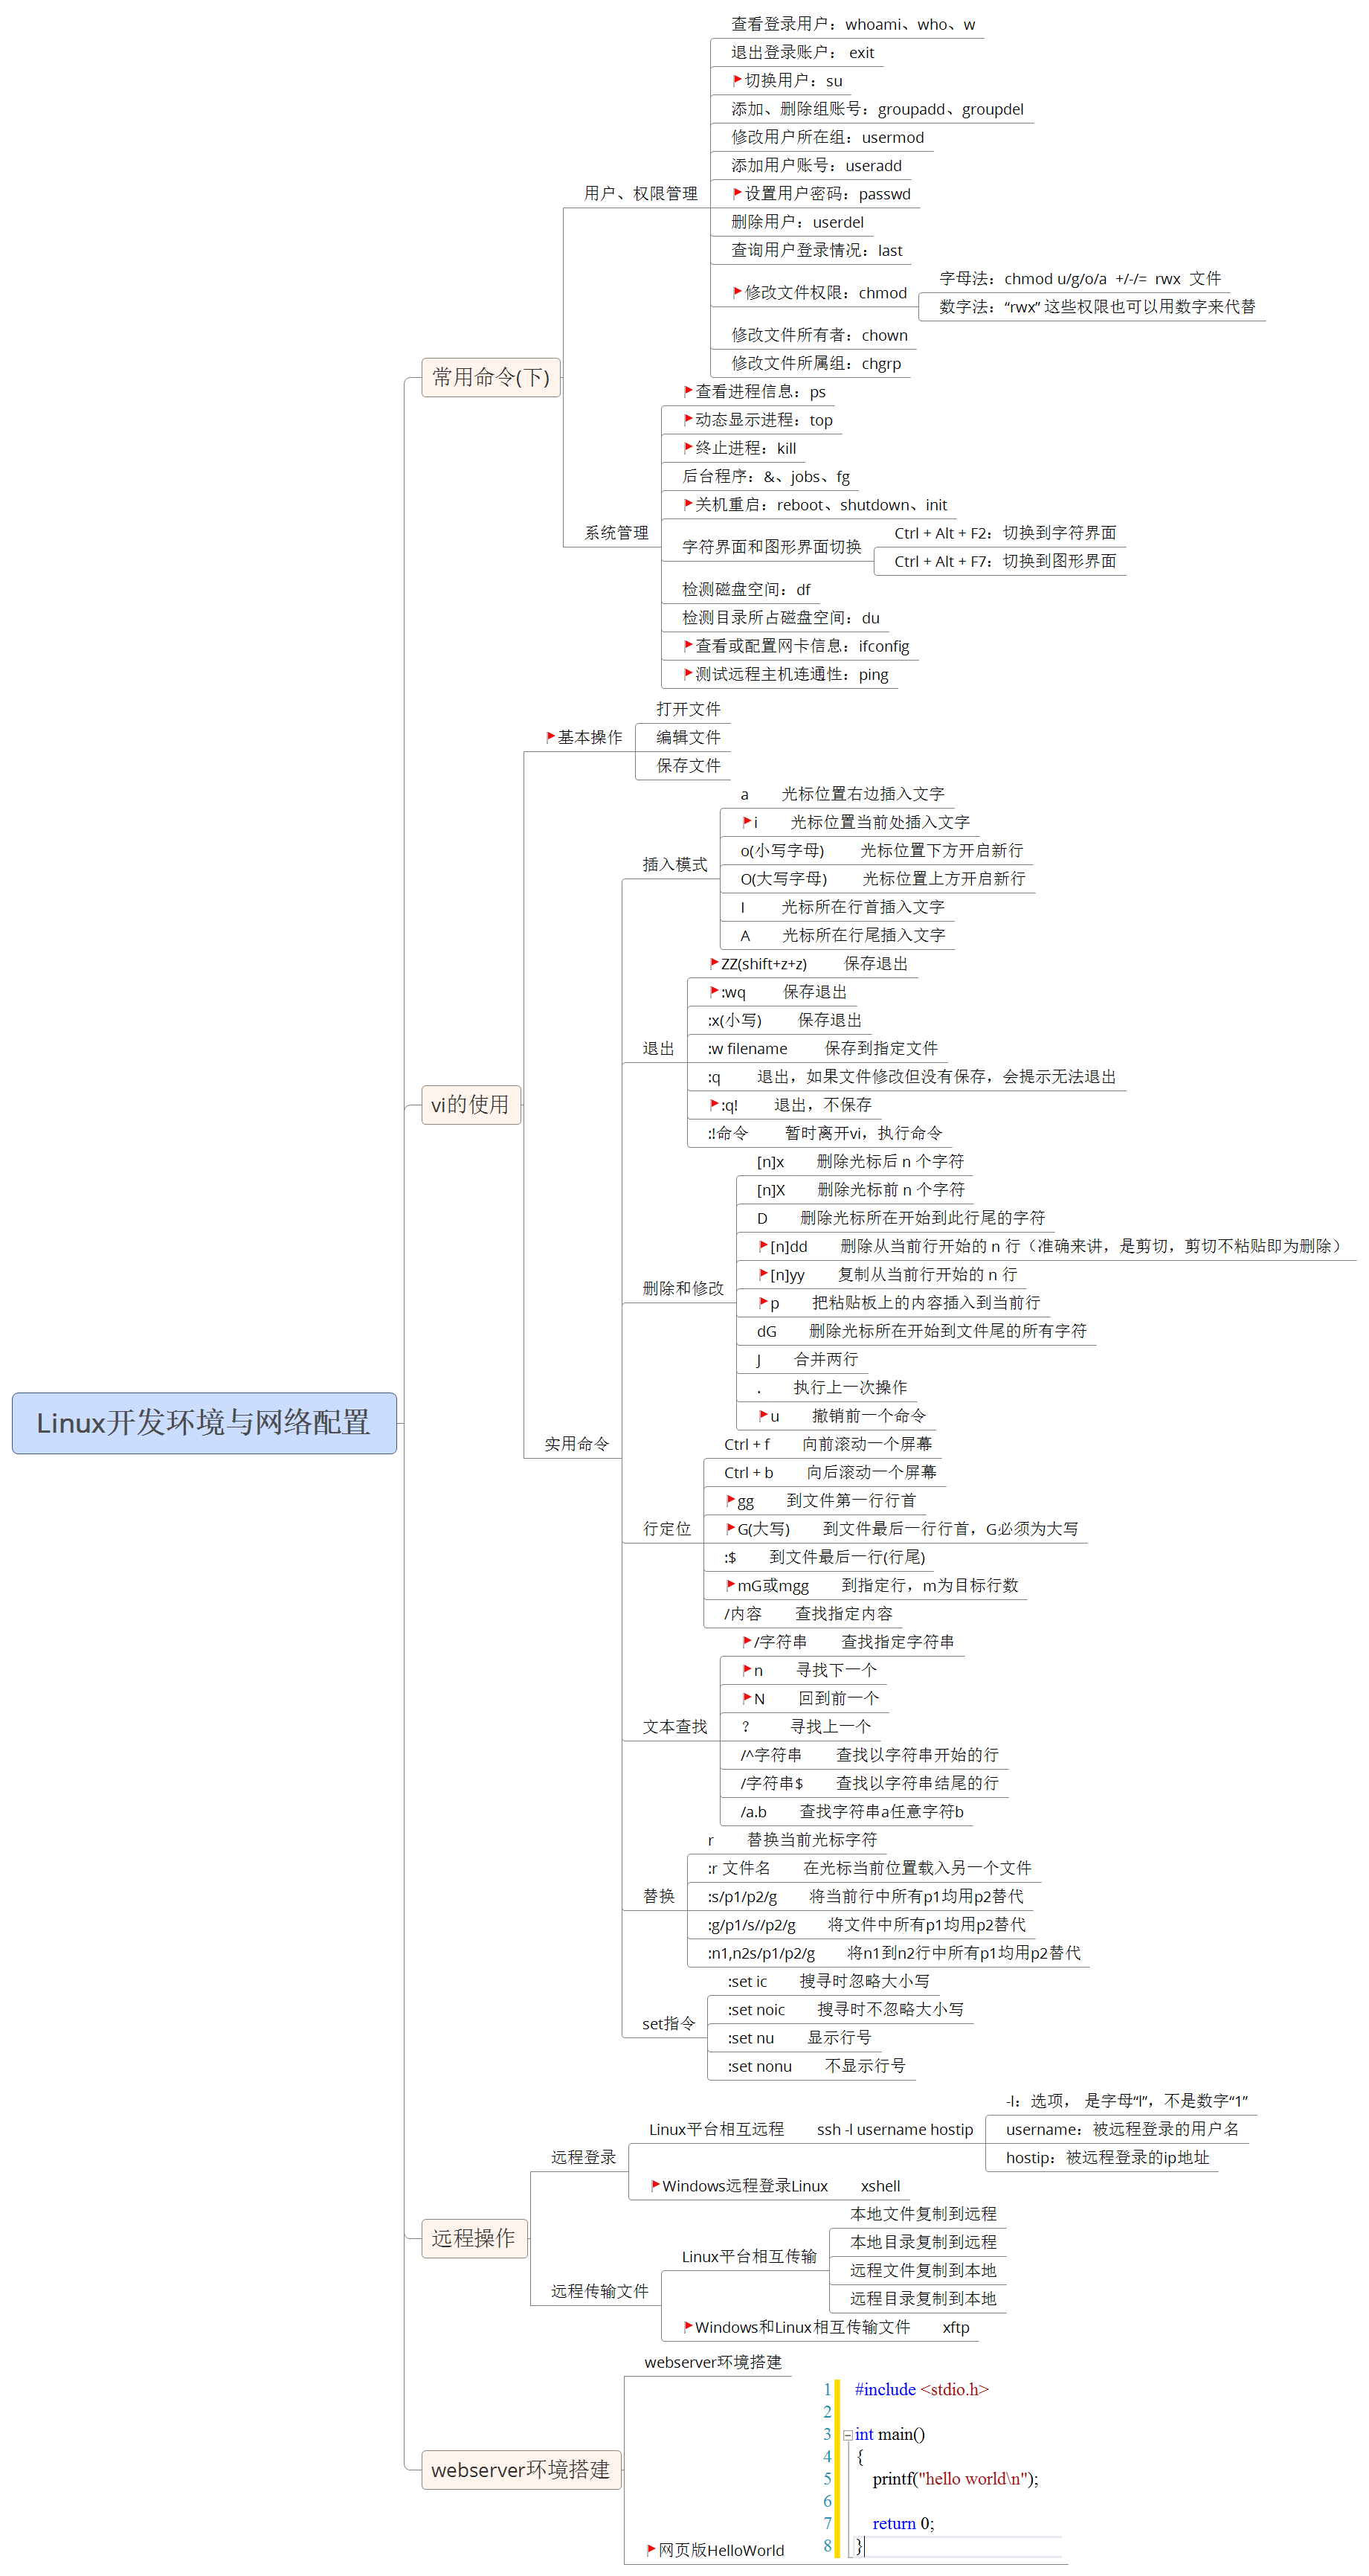 Linux开发环境与网络配置
常用命令(下)
用户、权限管理
查看登录用户：whoami、who、w
退出登录账户： exit
切换用户：su
添加、删除组账号：groupadd、groupdel
修改用户所在组：usermod
添加用户账号：useradd
设置用户密码：passwd
删除用户：userdel
查询用户登录情况：last
修改文件权限：chmod
字母法：chmod u/g/o/a +/-/= rwx 文件
数字法：“rwx” 这些权限也可以用数字来代替
修改文件所有者：chown
修改文件所属组：chgrp
系统管理
查看进程信息：ps
动态显示进程：top
终止进程：kill
后台程序：&、jobs、fg
关机重启：reboot、shutdown、init
字符界面和图形界面切换
Ctrl + Alt + F2：切换到字符界面
Ctrl + Alt + F7：切换到图形界面
检测磁盘空间：df
检测目录所占磁盘空间：du
查看或配置网卡信息：ifconfig
测试远程主机连通性：ping
vi的使用
基本操作
打开文件
编辑文件
保存文件
实用命令
插入模式
a 光标位置右边插入文字
i 光标位置当前处插入文字
o(小写字母) 光标位置下方开启新行
O(大写字母) 光标位置上方开启新行
I 光标所在行首插入文字
A 光标所在行尾插入文字
退出
ZZ(shift+z+z) 保存退出
:wq 保存退出
:x(小写) 保存退出
:w filename 保存到指定文件
:q 退出，如果文件修改但没有保存，会提示无法退出
:q! 退出，不保存
:!命令 暂时离开vi，执行命令
删除和修改
[n]x 删除光标后 n 个字符
[n]X 删除光标前 n 个字符
D 删除光标所在开始到此行尾的字符
[n]dd 删除从当前行开始的 n 行（准确来讲，是剪切，剪切不粘贴即为删除）
[n]yy 复制从当前行开始的 n 行
p 把粘贴板上的内容插入到当前行
dG 删除光标所在开始到文件尾的所有字符
J 合并两行
. 执行上一次操作
u 撤销前一个命令
行定位
Ctrl + f 向前滚动一个屏幕
Ctrl + b 向后滚动一个屏幕
gg 到文件第一行行首
G(大写) 到文件最后一行行首，G必须为大写
:$ 到文件最后一行(行尾)
mG或mgg 到指定行，m为目标行数
/内容 查找指定内容
文本查找
/字符串 查找指定字符串
n 寻找下一个
N 回到前一个
? 寻找上一个
/^字符串 查找以字符串开始的行
/字符串$ 查找以字符串结尾的行
/a.b 查找字符串a任意字符b
替换
r 替换当前光标字符
:r 文件名 在光标当前位置载入另一个文件
:s/p1/p2/g 将当前行中所有p1均用p2替代
:g/p1/s//p2/g 将文件中所有p1均用p2替代
:n1,n2s/p1/p2/g 将n1到n2行中所有p1均用p2替代
set指令
:set ic 搜寻时忽略大小写
:set noic 搜寻时不忽略大小写
:set nu 显示行号
:set nonu 不显示行号
远程操作
远程登录
Linux平台相互远程 ssh -l username hostip
-l：选项， 是字母“l”，不是数字“1”
username：被远程登录的用户名
hostip：被远程登录的ip地址
Windows远程登录Linux xshell
远程传输文件
Linux平台相互传输
本地文件复制到远程
本地目录复制到远程
远程文件复制到本地
远程目录复制到本地
Windows和Linux相互传输文件 xftp
webserver环境搭建
webserver环境搭建
网页版HelloWorld
1 #include <stdio.h>
2
3 int main()
4 {
5 printf("hello world\n");
6
7 return 0;
8 }